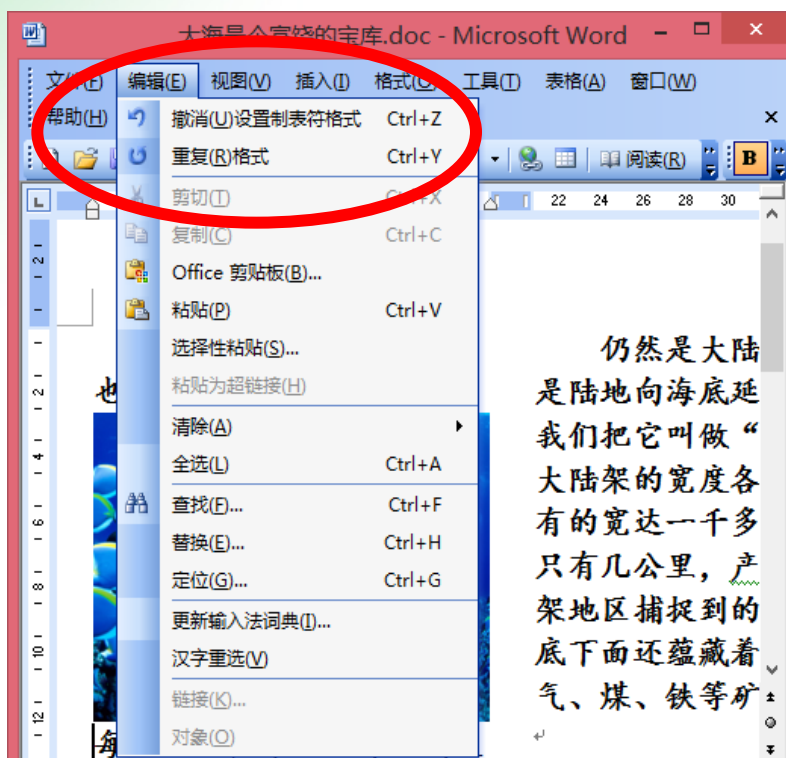 大海是个富饶的宝库.doc - Microsoft Word
文件(F) 编辑(E) 视图(V) 插入(I) 格式(O) 工具(T) 表格(A) 窗口(W)
帮助(H)
阅读(R) B
撤消(U)设置制表符格式 Ctrl+Z
重复(R)格式 Ctrl+Y
剪切(T) Ctrl+X
复制(C) Ctrl+C
Office 剪贴板(B)...
粘贴(P) Ctrl+V
选择性粘贴(S)...
粘贴为超链接(H)
清除(A)
全选(L) Ctrl+A
查找(F)... Ctrl+F
替换(E)... Ctrl+H
定位(G)... Ctrl+G
更新输入法词典(I)...
汉字重选(V)
链接(K)...
对象(O)
L
22 24 26 28 30
2
2
4
6
8
10
12
也
每
仍然是大陆
是陆地向海底延
我们把它叫做“
大陆架的宽度各
有的宽达一千多
只有几公里，产
架地区捕捉到的
底下面还蕴藏着
气、煤、铁等矿